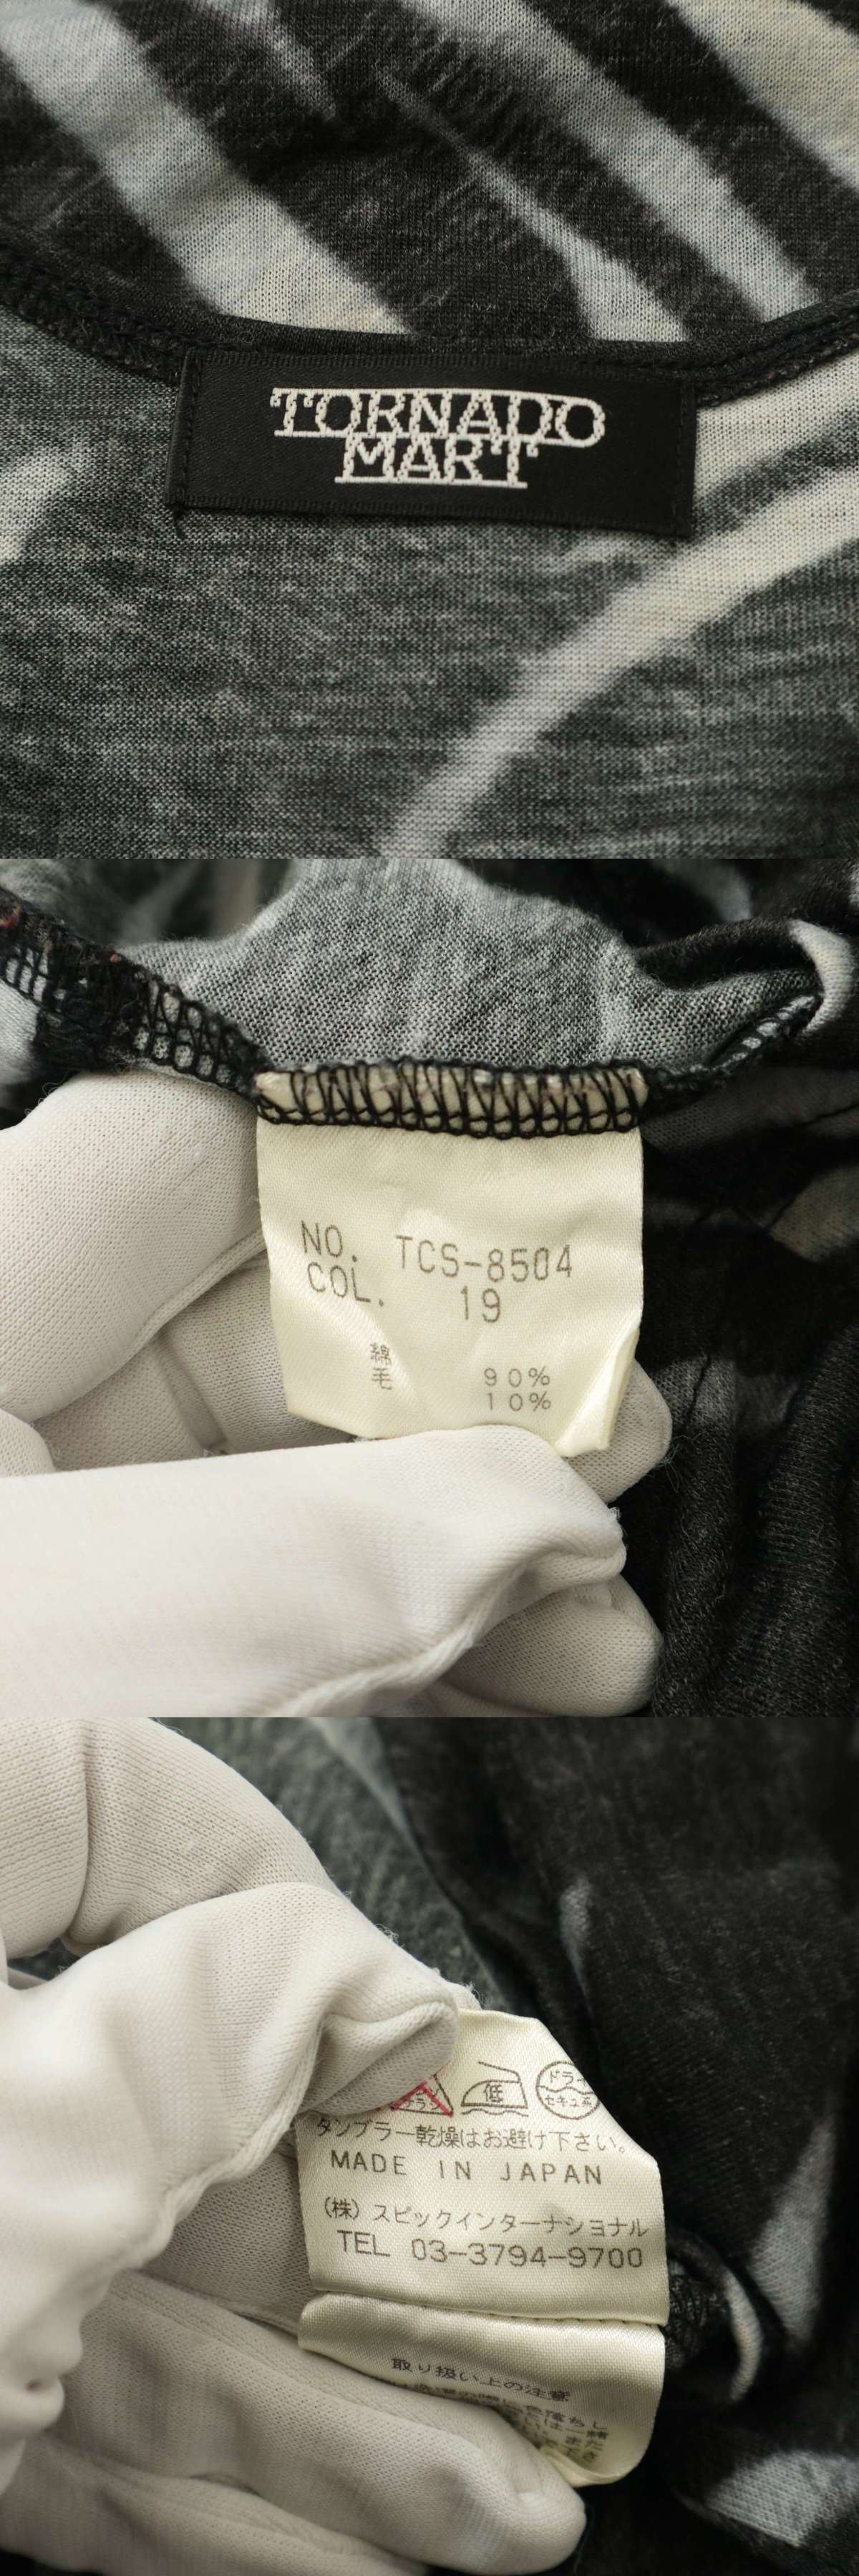 TORNADO
MART
NO. TCS-8504
COL. 19
綿 90%
毛 10%
低
ドライ
セキユ系
タンブラー乾燥はお避け下さい。
MADE IN JAPAN
(株)スピックインターナショナル
TEL 03-3794-9700
取り扱い上の注意